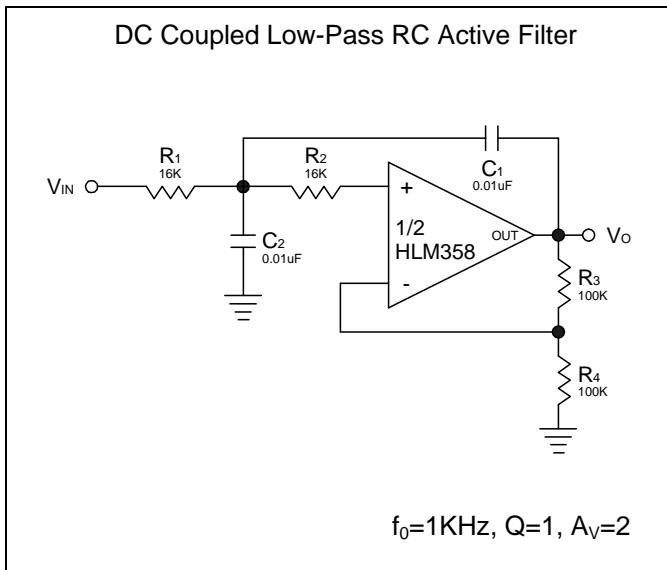 DC Coupled Low-Pass RC Active Filter
R1
16K
R2
16K
C1
0.01uF
VIN
+
1/2
HLM358
OUT
VO
C2
0.01uF
-
R3
100K
R4
100K
f0=1KHz, Q=1, AV=2